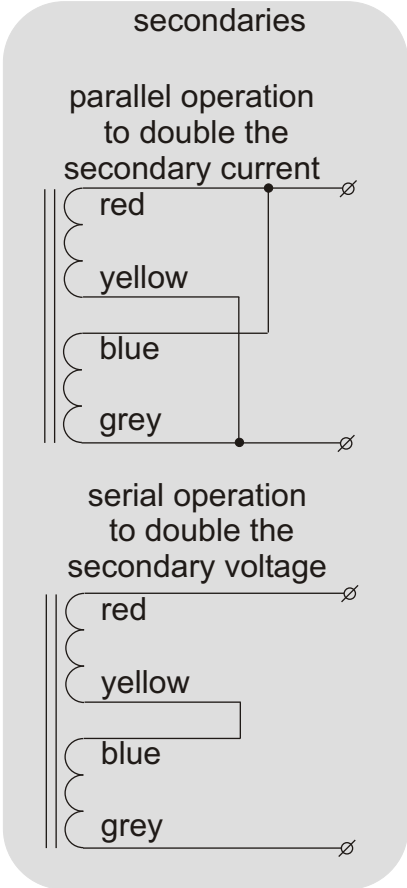 secondaries
parallel operation
to double the
secondary current
red
yellow
blue
grey
serial operation
to double the
secondary voltage
red
yellow
blue
grey